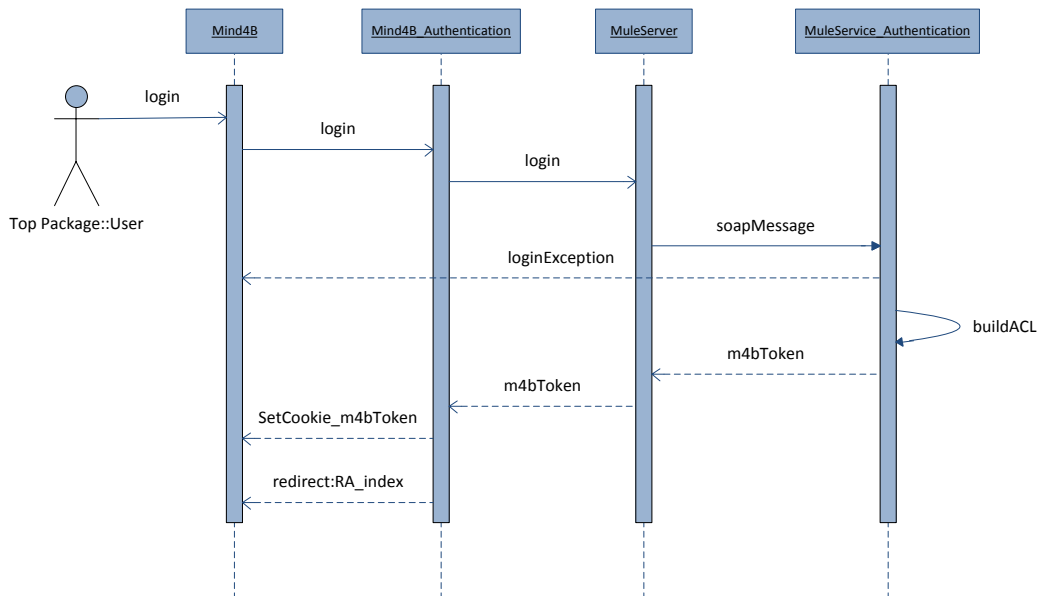 Mind4B
Mind4B_Authentication
MuleServer
MuleService_Authentication
login
login
login
Top Package::User
soapMessage
loginException
buildACL
m4bToken
m4bToken
SetCookie_m4bToken
redirect:RA_index